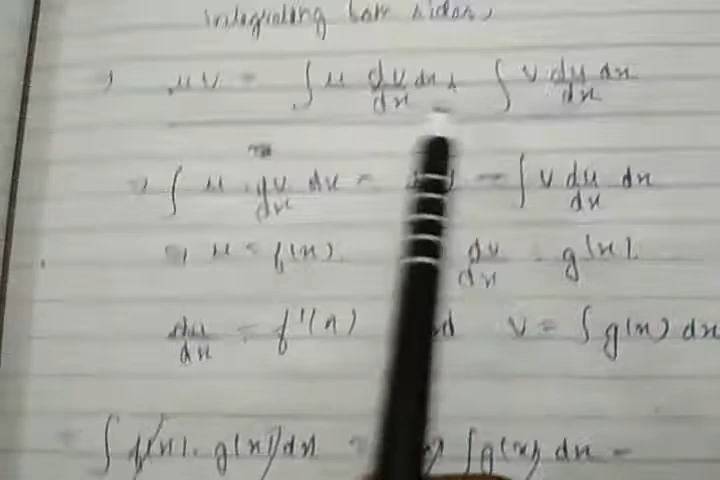 Integrating both sides,
⇒ uv = ∫ u dv/dx dx + ∫ v du/dx dx
⇒ ∫ u . dv/dx dx = − ∫ v du/dx dx
⇒ u = f(x) dv/dx = g(x).
du/dx = f'(x) v = ∫ g(x) dx
∫ f(x). g(x) dx = ∫ g(x) dx −